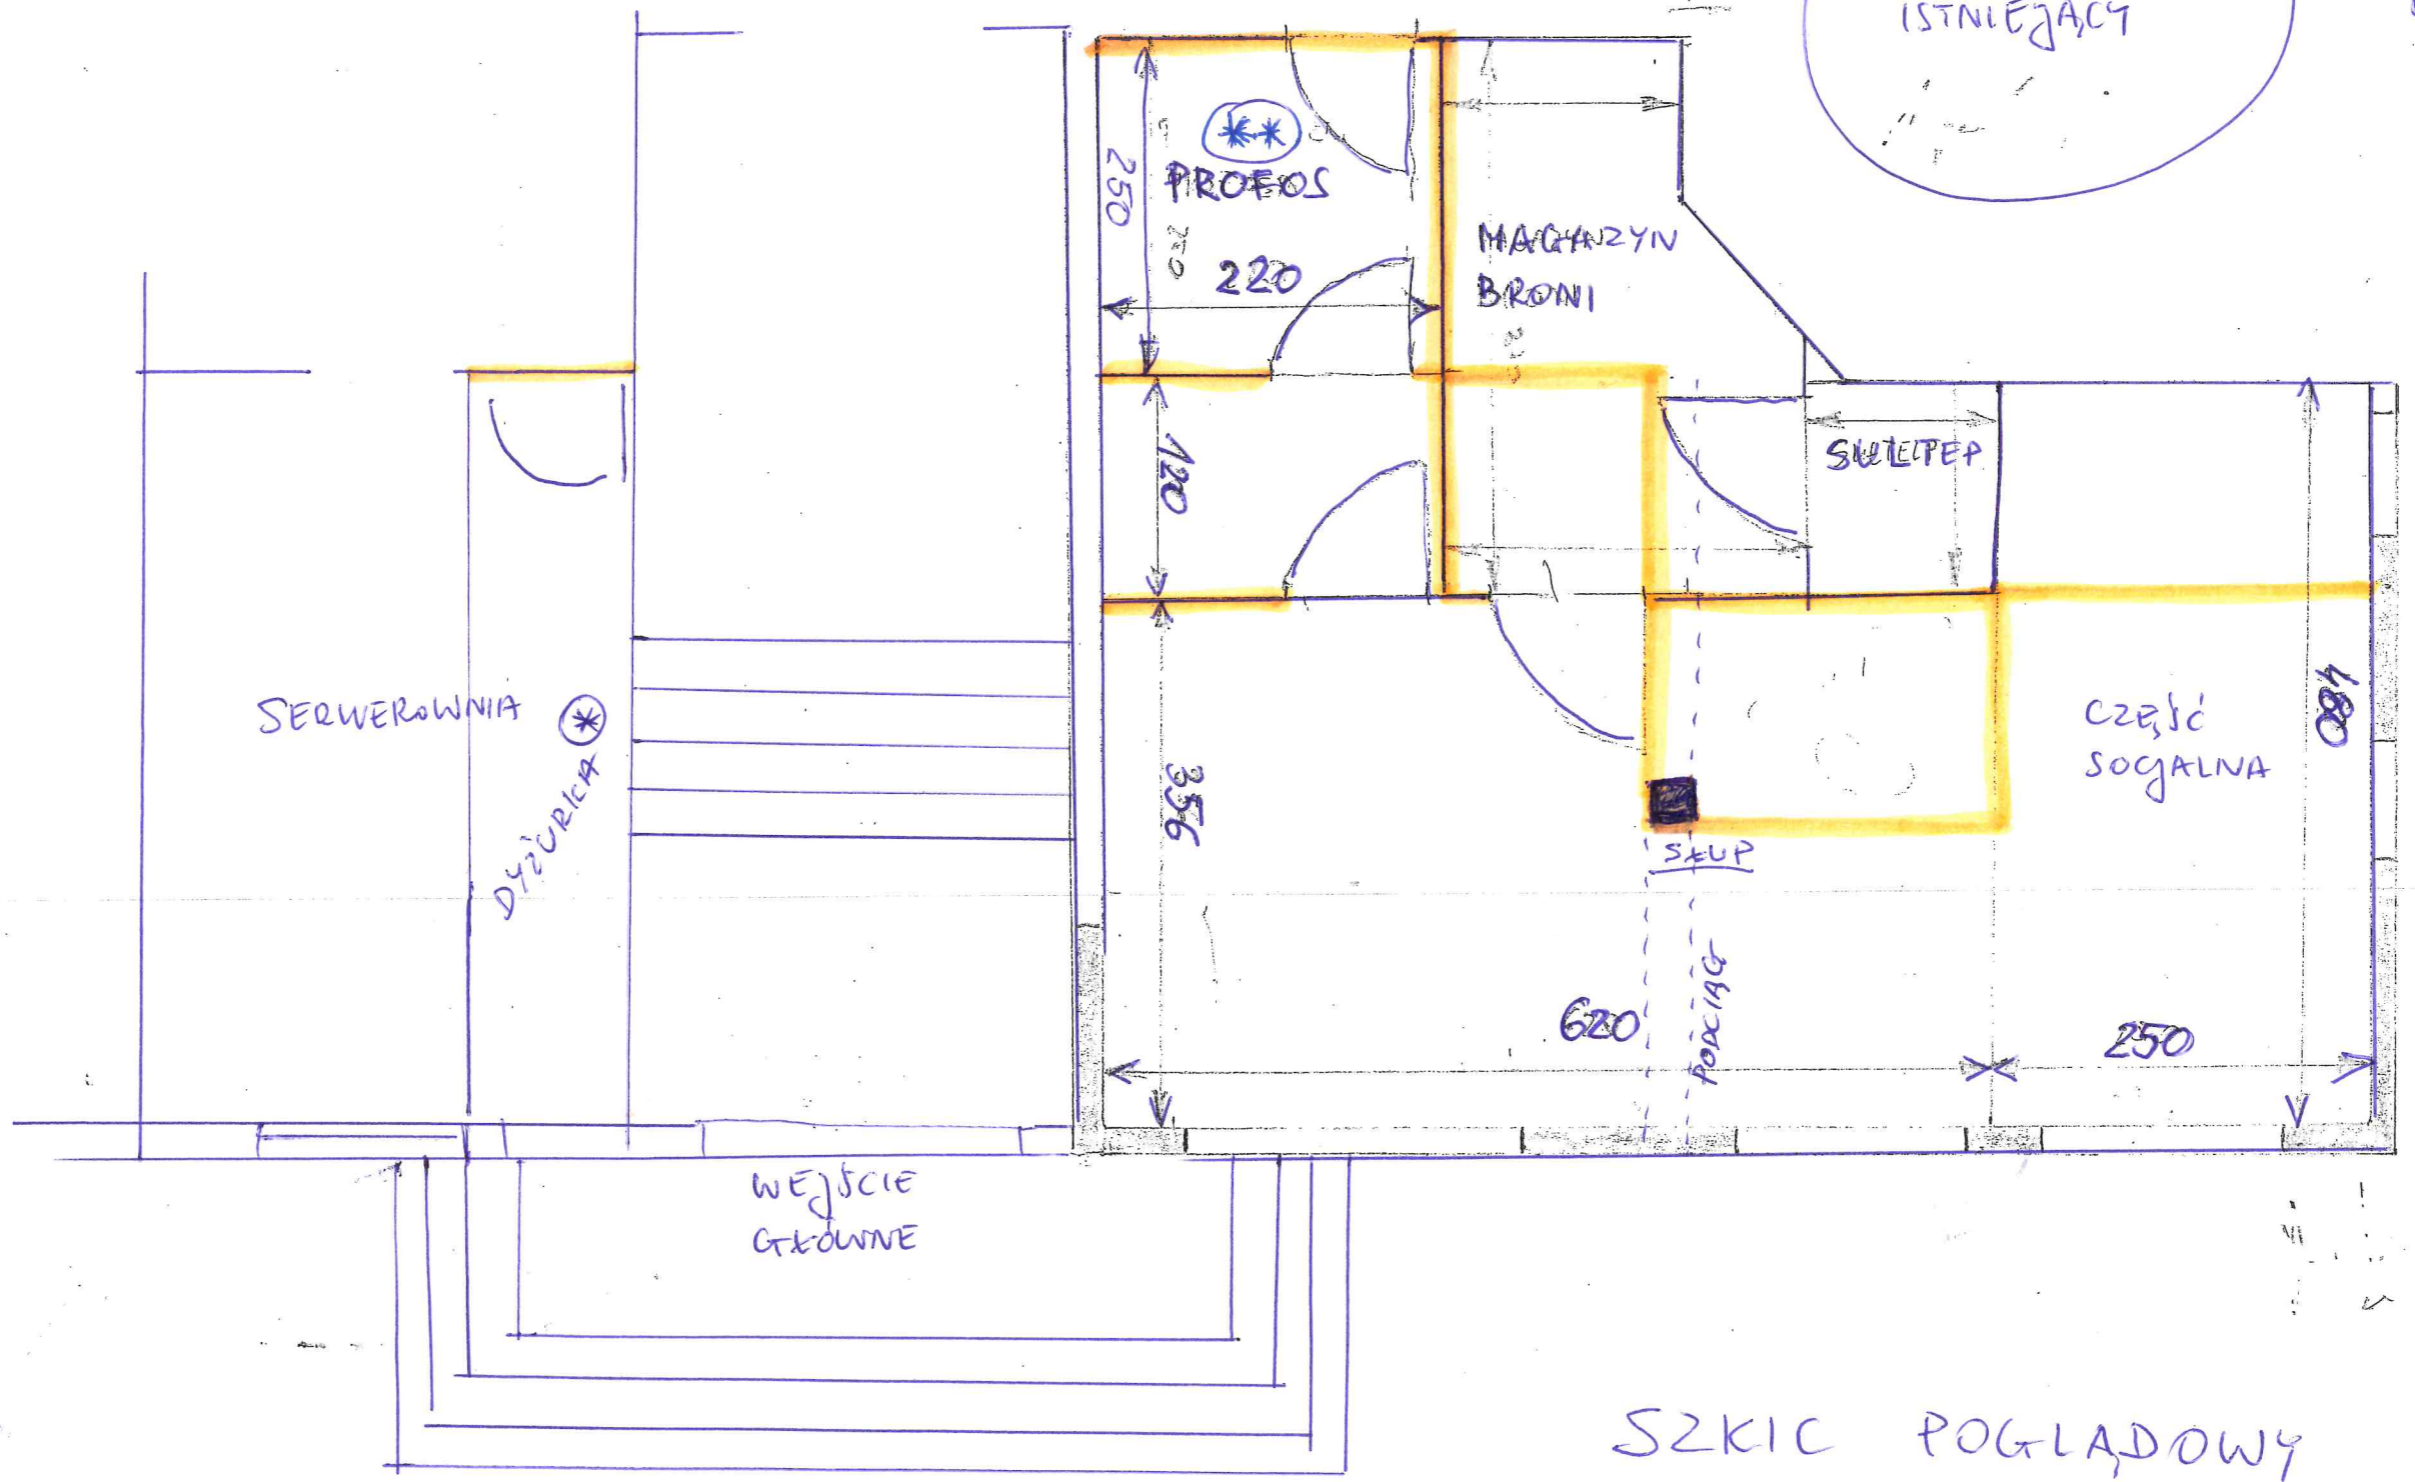 ISTNIEJĄCY
**
PROFOS
250
220
MAGAZYN
BRONI
120
SERWEROWNIA
*
DYŻURKA
356
480
CZĘŚĆ
SOCJALNA
SŁUP
PODCIĄG
620
250
WEJŚCIE
GŁÓWNE
SZKIC POGLĄDOWY